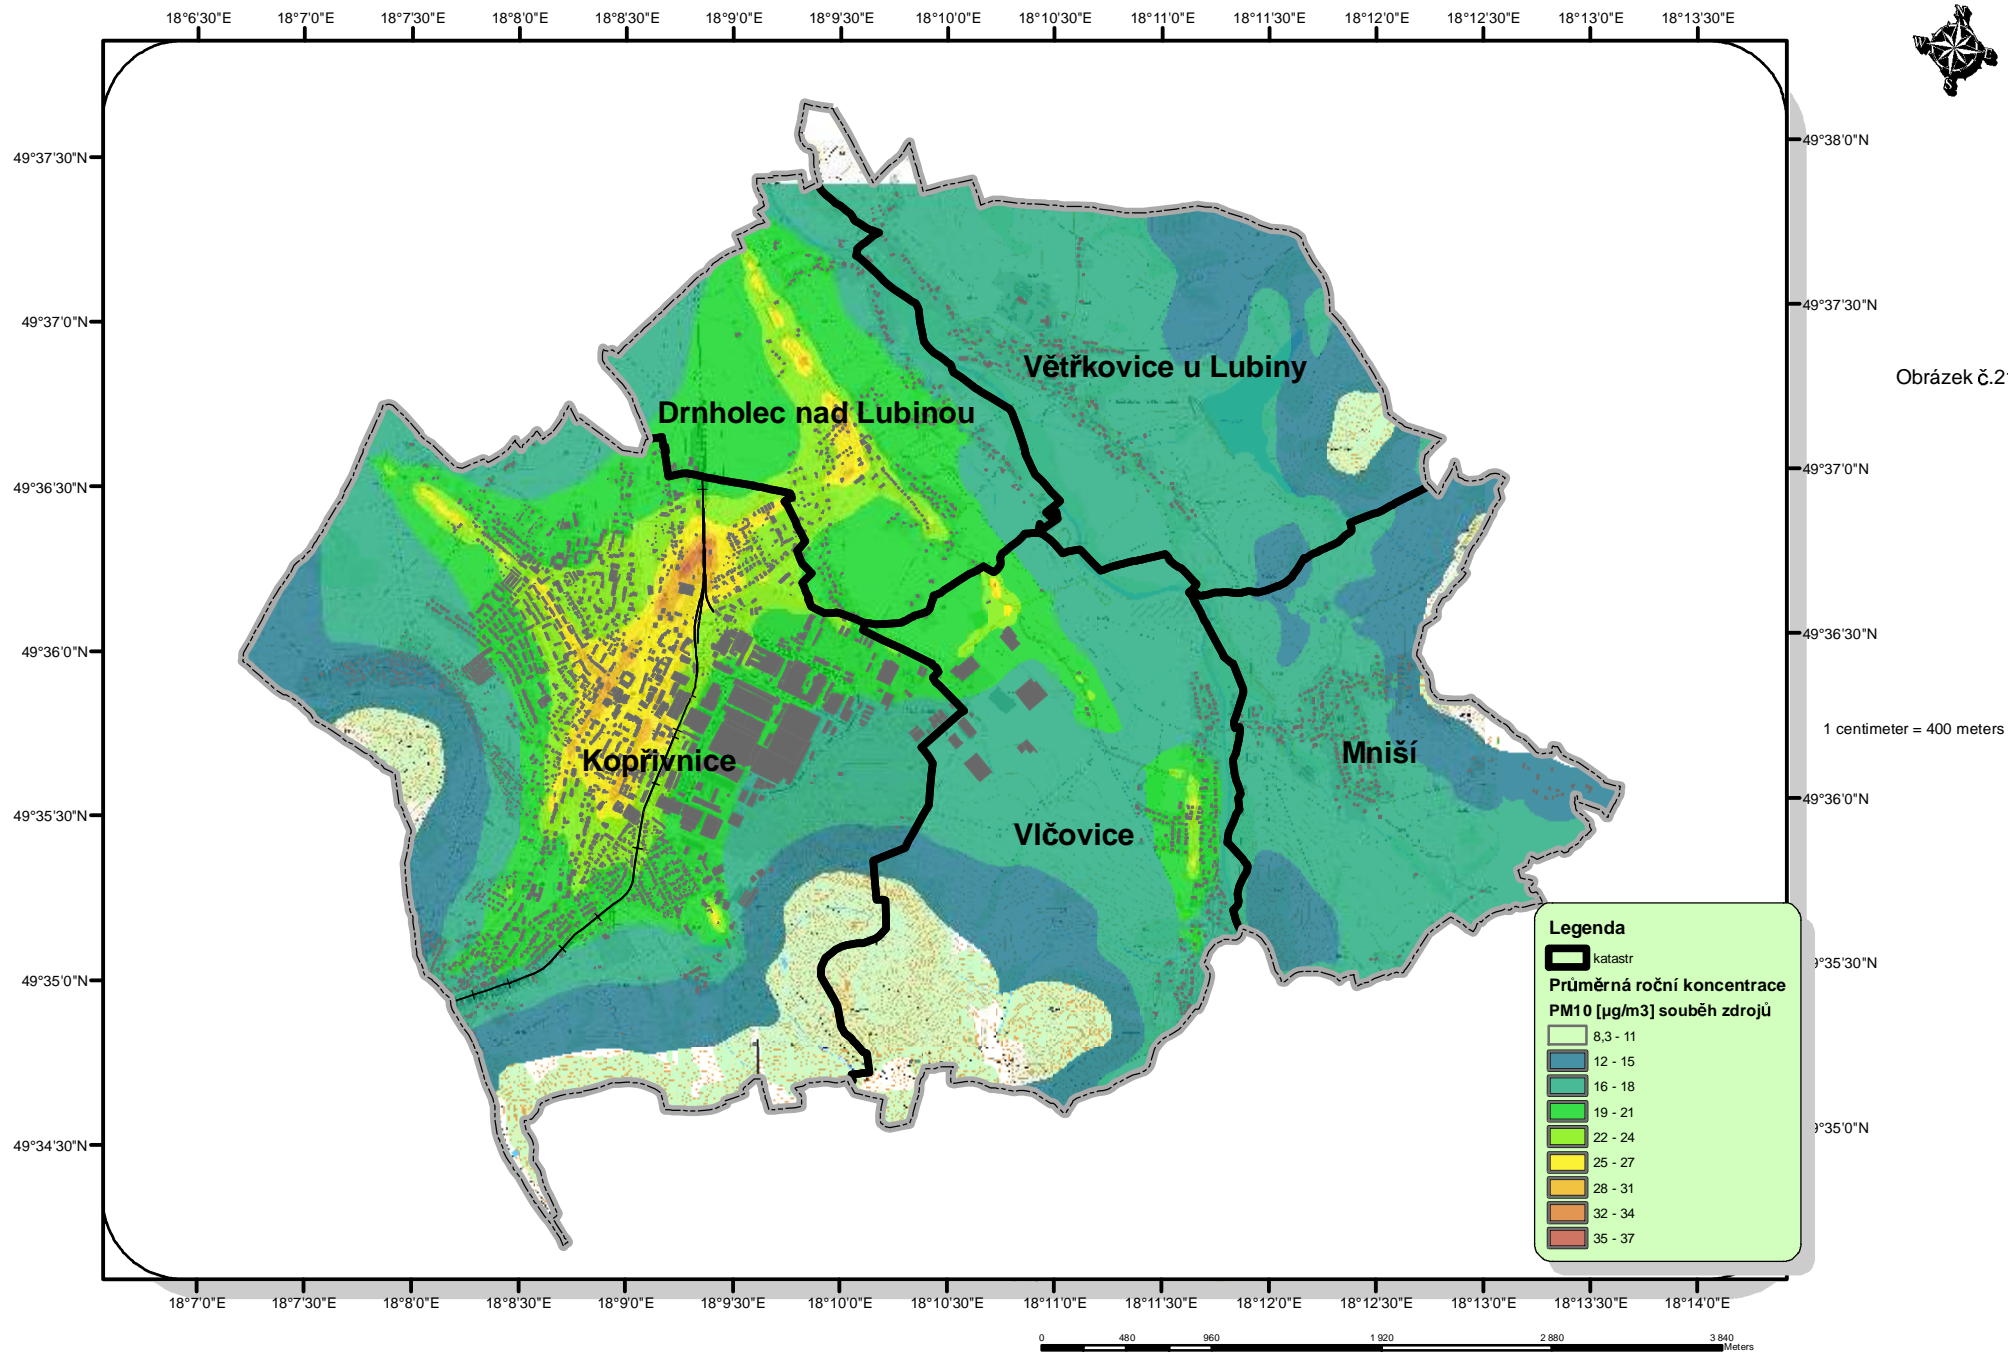 18°6'30"E 18°7'0"E 18°7'30"E 18°8'0"E 18°8'30"E 18°9'0"E 18°9'30"E 18°10'0"E 18°10'30"E 18°11'0"E 18°11'30"E 18°12'0"E 18°12'30"E 18°13'0"E 18°13'30"E
49°37'30"N
49°37'0"N
49°36'30"N
49°36'0"N
49°35'30"N
49°35'0"N
49°34'30"N
Větřkovice u Lubiny
Drnholec nad Lubinou
Kopřivnice
Mniší
Vlčovice
49°38'0"N
49°37'30"N
49°37'0"N
49°36'30"N
49°36'0"N
9°35'30"N
9°35'0"N
Obrázek č.21
1 centimeter = 400 meters
Legenda
katastr
Průměrná roční koncentrace
PM10 [µg/m3] souběh zdrojů
8,3 - 11
12 - 15
16 - 18
19 - 21
22 - 24
25 - 27
28 - 31
32 - 34
35 - 37
18°7'0"E 18°7'30"E 18°8'0"E 18°8'30"E 18°9'0"E 18°9'30"E 18°10'0"E 18°10'30"E 18°11'0"E 18°11'30"E 18°12'0"E 18°12'30"E 18°13'0"E 18°13'30"E 18°14'0"E
0 480 960 1 920 2 880 3 840
Meters